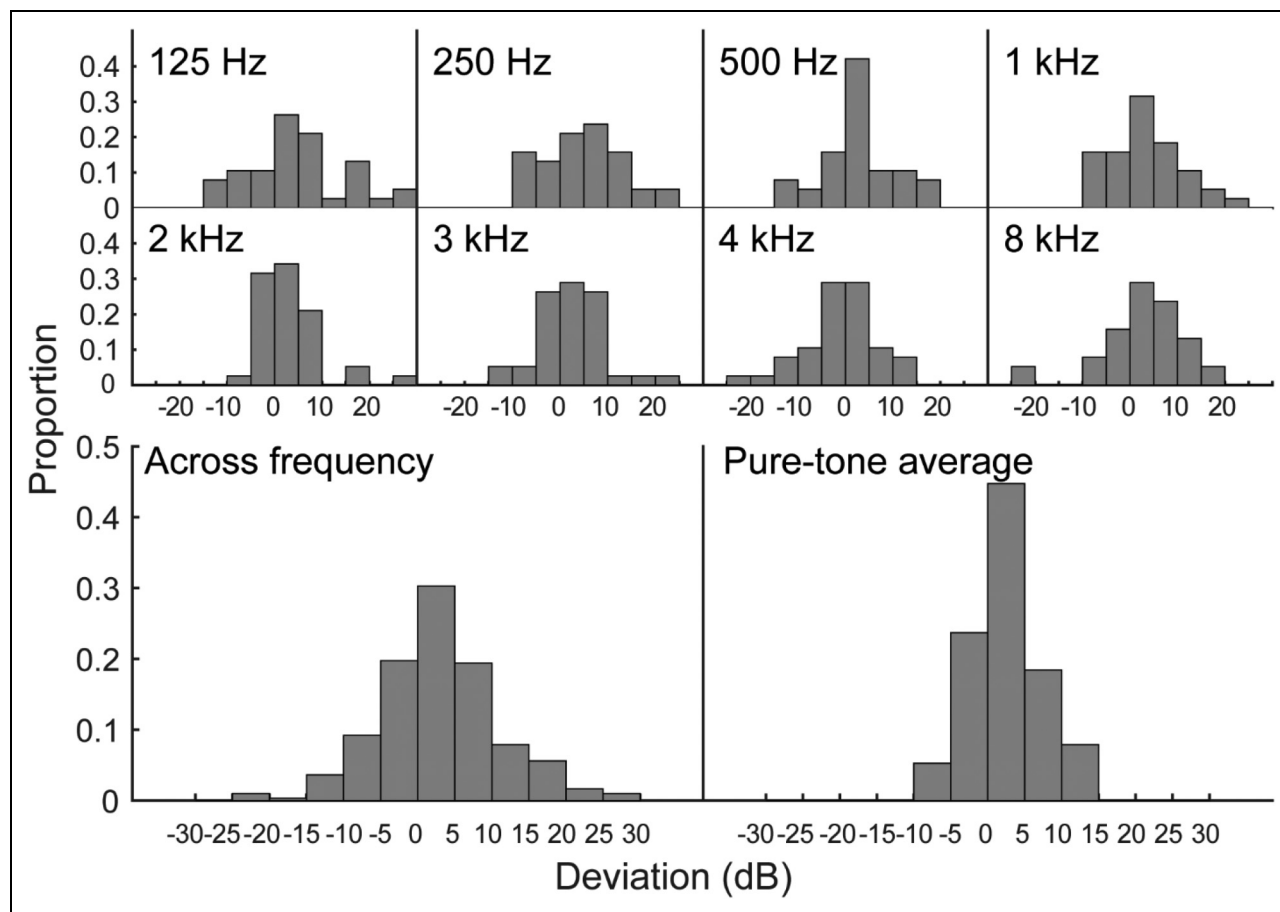 125 Hz 250 Hz 500 Hz 1 kHz
0.4
0.3
0.2
0.1
0
2 kHz 3 kHz 4 kHz 8 kHz
0.4
0.3
0.2
0.1
0
-20 -10 0 10 20 -20 -10 0 10 20 -20 -10 0 10 20 -20 -10 0 10 20
Proportion
Across frequency Pure-tone average
0.5
0.4
0.3
0.2
0.1
0
-30 -25 -20 -15 -10 -5 0 5 10 15 20 25 30 -30 -25 -20 -15 -10 -5 0 5 10 15 20 25 30
Deviation (dB)